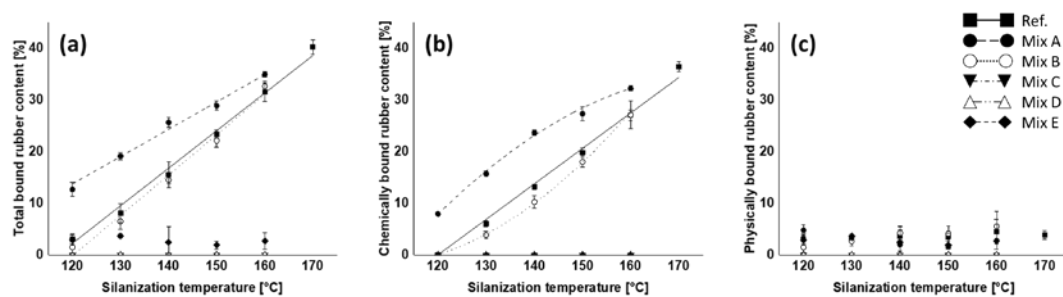 (a)
Total bound rubber content [%]
40
30
20
10
0
120 130 140 150 160 170
Silanization temperature [°C]
(b)
Chemically bound rubber content [%]
40
30
20
10
0
120 130 140 150 160 170
Silanization temperature [°C]
(c)
Physically bound rubber content [%]
40
30
20
10
0
120 130 140 150 160 170
Silanization temperature [°C]
Ref.
Mix A
Mix B
Mix C
Mix D
Mix E